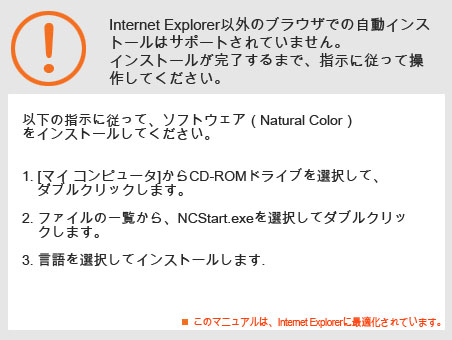 Internet Explorer以外のブラウザでの自動インス
トールはサポートされていません。
インストールが完了するまで、指示に従って操
作してください。
以下の指示に従って、ソフトウェア（Natural Color）
をインストールしてください。
1. [マイ コンピュータ]からCD-ROMドライブを選択して、
ダブルクリックします。
2. ファイルの一覧から、NCStart.exeを選択してダブルクリッ
クします。
3. 言語を選択してインストールします.
■ このマニュアルは、Internet Explorerに最適化されています。